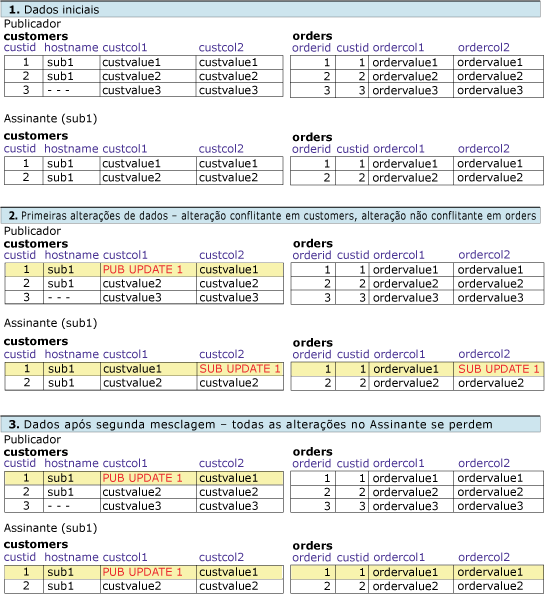 1. Dados iniciais
Publicador
customers orders
custid hostname custcol1 custcol2 orderid custid ordercol1 ordercol2
1 sub1 custvalue1 custvalue1 1 1 ordervalue1 ordervalue1
2 sub1 custvalue2 custvalue2 2 2 ordervalue2 ordervalue2
3 - - - custvalue3 custvalue3 3 3 ordervalue3 ordervalue3
Assinante (sub1)
customers orders
custid hostname custcol1 custcol2 orderid custid ordercol1 ordercol2
1 sub1 custvalue1 custvalue1 1 1 ordervalue1 ordervalue1
2 sub1 custvalue2 custvalue2 2 2 ordervalue2 ordervalue2
2. Primeiras alterações de dados – alteração conflitante em customers, alteração não conflitante em orders
Publicador
customers orders
custid hostname custcol1 custcol2 orderid custid ordercol1 ordercol2
1 sub1 PUB UPDATE 1 custvalue1 1 1 ordervalue1 ordervalue1
2 sub1 custvalue2 custvalue2 2 2 ordervalue2 ordervalue2
3 - - - custvalue3 custvalue3 3 3 ordervalue3 ordervalue3
Assinante (sub1)
customers orders
custid hostname custcol1 custcol2 orderid custid ordercol1 ordercol2
1 sub1 custvalue1 SUB UPDATE 1 1 1 ordervalue1 SUB UPDATE 1
2 sub1 custvalue2 custvalue2 2 2 ordervalue2 ordervalue2
3. Dados após segunda mesclagem – todas as alterações no Assinante se perdem
Publicador
customers orders
custid hostname custcol1 custcol2 orderid custid ordercol1 ordercol2
1 sub1 PUB UPDATE 1 custvalue1 1 1 ordervalue1 ordervalue1
2 sub1 custvalue2 custvalue2 2 2 ordervalue2 ordervalue2
3 - - - custvalue3 custvalue3 3 3 ordervalue3 ordervalue3
Assinante (sub1)
customers orders
custid hostname custcol1 custcol2 orderid custid ordercol1 ordercol2
1 sub1 PUB UPDATE 1 custvalue1 1 1 ordervalue1 ordervalue1
2 sub1 custvalue2 custvalue2 2 2 ordervalue2 ordervalue2